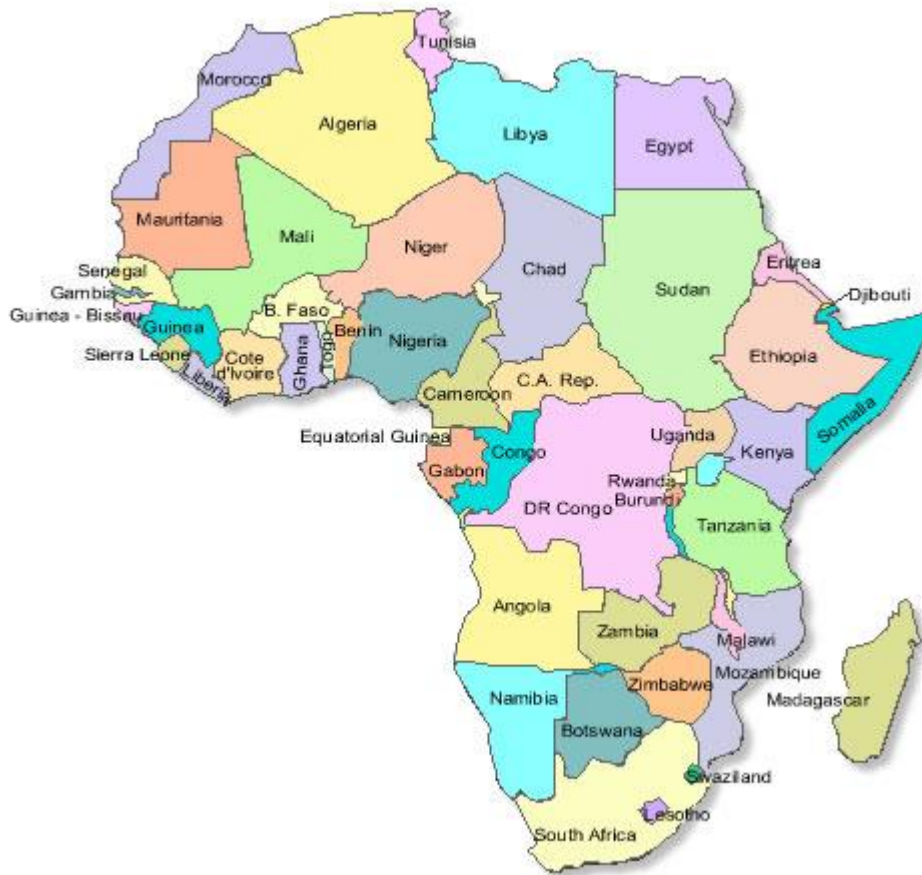 Tunisia
Morocco
Algeria
Libya
Egypt
Mauritania
Mali
Niger
Chad
Sudan
Eritrea
Djibouti
Senegal
Gambia
Guinea - Bissau
Guinea
B. Faso
Benin
Nigeria
Ethiopia
Sierra Leone
Liberia
Cote
d'Ivoire
Ghana
Togo
Cameroon
C.A. Rep.
Somalia
Equatorial Guinea
Gabon
Congo
Uganda
Kenya
Rwanda
Burundi
DR Congo
Tanzania
Angola
Zambia
Malawi
Mozambique
Madagascar
Namibia
Zimbabwe
Botswana
Swaziland
Lesotho
South Africa